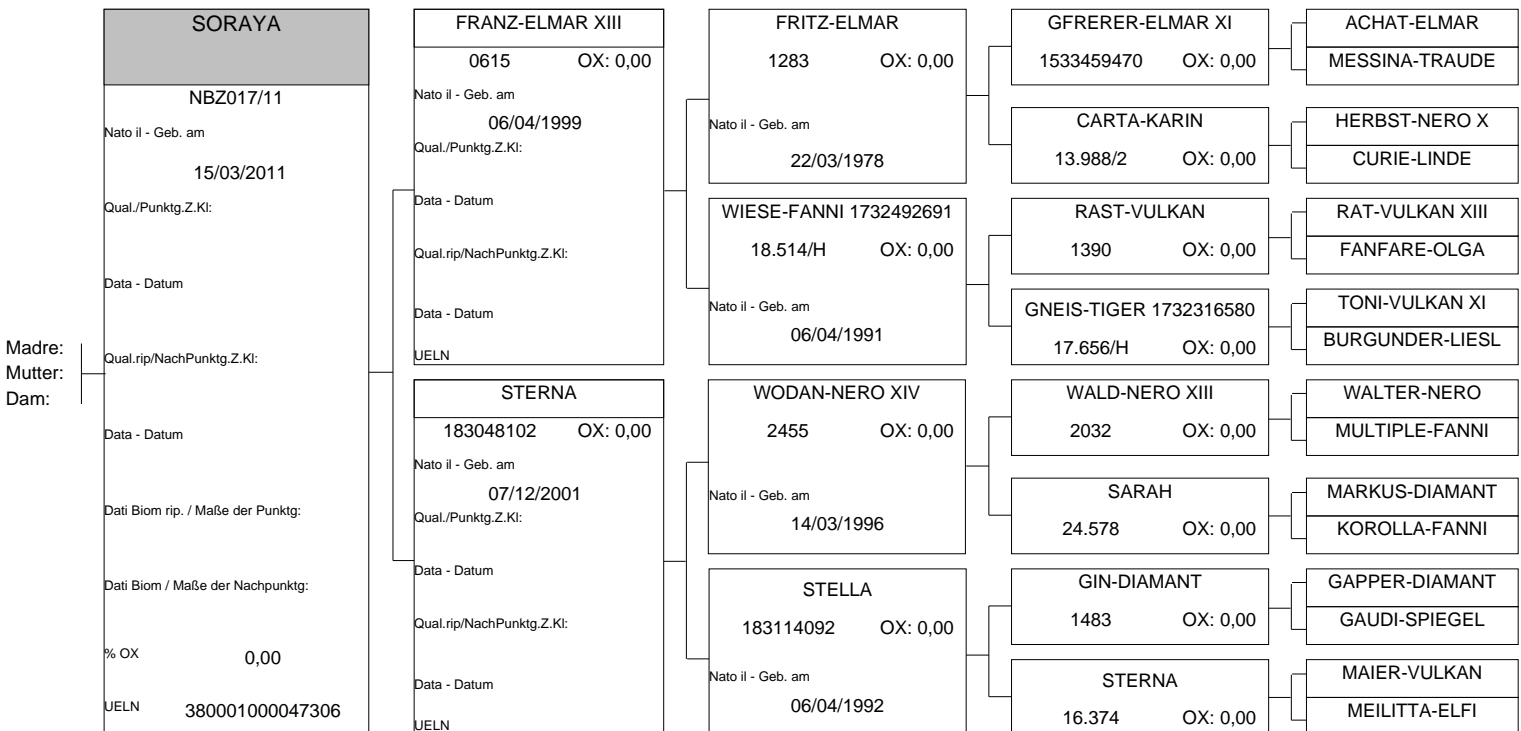 Madre:
Mutter:
Dam:
SORAYA
NBZ017/11
Nato il - Geb. am
15/03/2011
Qual./Punktg.Z.Kl:
Data - Datum
Qual.rip/NachPunktg.Z.Kl:
Data - Datum
Dati Biom rip. / Maße der Punktg:
Dati Biom / Maße der Nachpunktg:
% OX 0,00
UELN 380001000047306
FRANZ-ELMAR XIII
0615 OX: 0,00
Nato il - Geb. am
06/04/1999
Qual./Punktg.Z.Kl:
Data - Datum
Qual.rip/NachPunktg.Z.Kl:
Data - Datum
UELN
STERNA
183048102 OX: 0,00
Nato il - Geb. am
07/12/2001
Qual./Punktg.Z.Kl:
Data - Datum
Qual.rip/NachPunktg.Z.Kl:
Data - Datum
UELN
FRITZ-ELMAR
1283 OX: 0,00
Nato il - Geb. am
22/03/1978
WIESE-FANNI 1732492691
18.514/H OX: 0,00
Nato il - Geb. am
06/04/1991
WODAN-NERO XIV
2455 OX: 0,00
Nato il - Geb. am
14/03/1996
STELLA
183114092 OX: 0,00
Nato il - Geb. am
06/04/1992
GFRERER-ELMAR XI
1533459470 OX: 0,00
CARTA-KARIN
13.988/2 OX: 0,00
RAST-VULKAN
1390 OX: 0,00
GNEIS-TIGER 1732316580
17.656/H OX: 0,00
WALD-NERO XIII
2032 OX: 0,00
SARAH
24.578 OX: 0,00
GIN-DIAMANT
1483 OX: 0,00
STERNA
16.374 OX: 0,00
ACHAT-ELMAR
MESSINA-TRAUDE
HERBST-NERO X
CURIE-LINDE
RAT-VULKAN XIII
FANFARE-OLGA
TONI-VULKAN XI
BURGUNDER-LIESL
WALTER-NERO
MULTIPLE-FANNI
MARKUS-DIAMANT
KOROLLA-FANNI
GAPPER-DIAMANT
GAUDI-SPIEGEL
MAIER-VULKAN
MEILITTA-ELFI